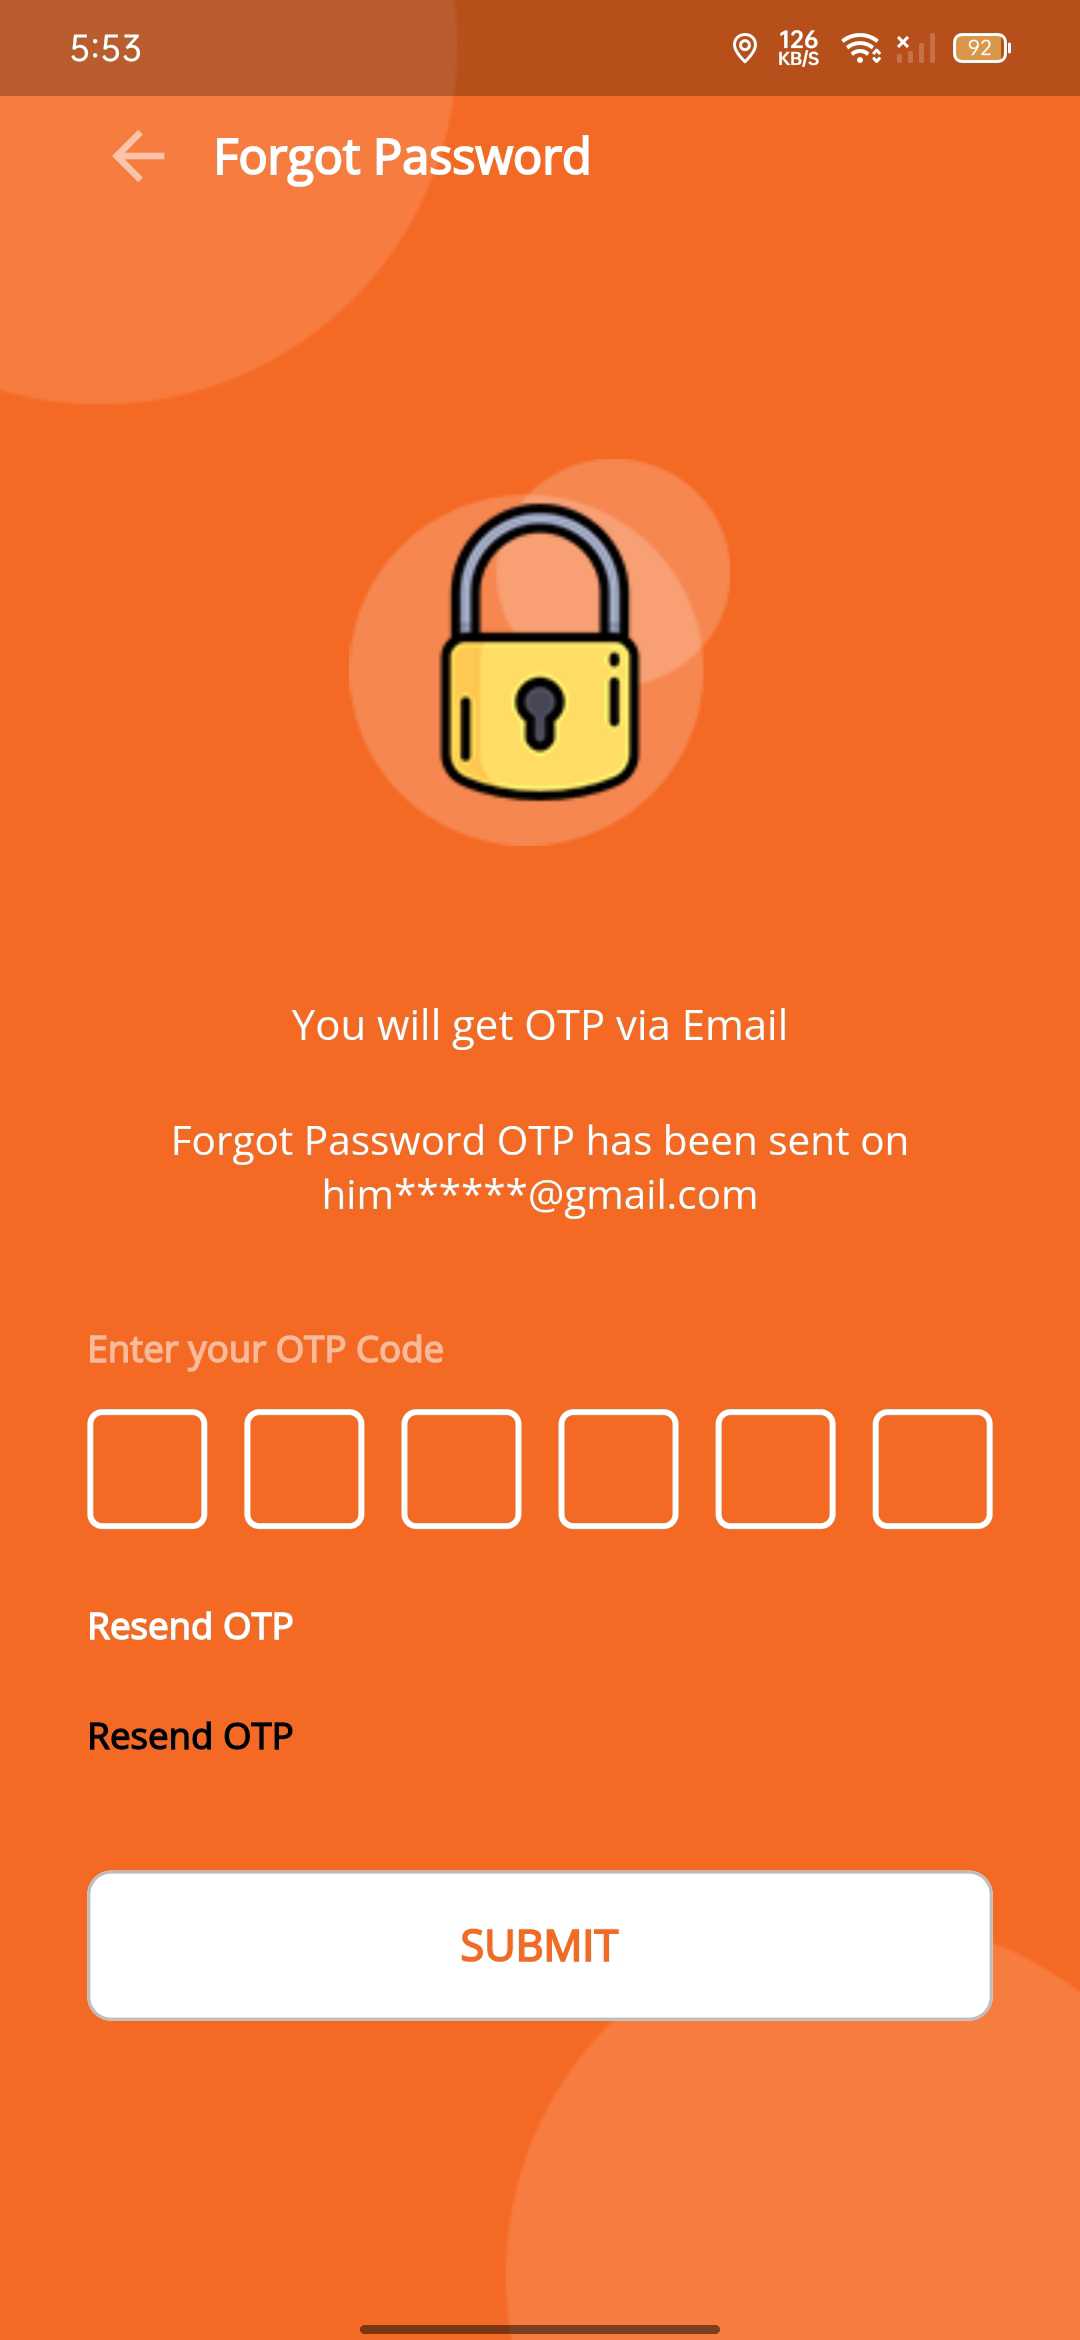 5:53
126
KB/S
92
Forgot Password
You will get OTP via Email
Forgot Password OTP has been sent on
him******@gmail.com
Enter your OTP Code
Resend OTP
Resend OTP
SUBMIT